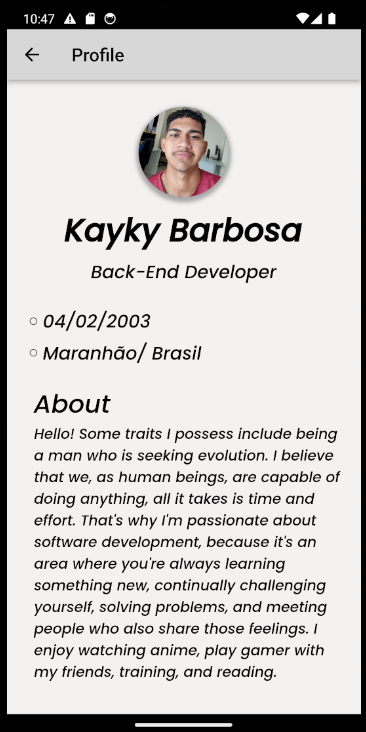 10:47
Profile
Kayky Barbosa
Back-End Developer
04/02/2003
Maranhão/ Brasil
About
Hello! Some traits I possess include being
a man who is seeking evolution. I believe
that we, as human beings, are capable of
doing anything, all it takes is time and
effort. That's why I'm passionate about
software development, because it's an
area where you're always learning
something new, continually challenging
yourself, solving problems, and meeting
people who also share those feelings. I
enjoy watching anime, play gamer with
my friends, training, and reading.